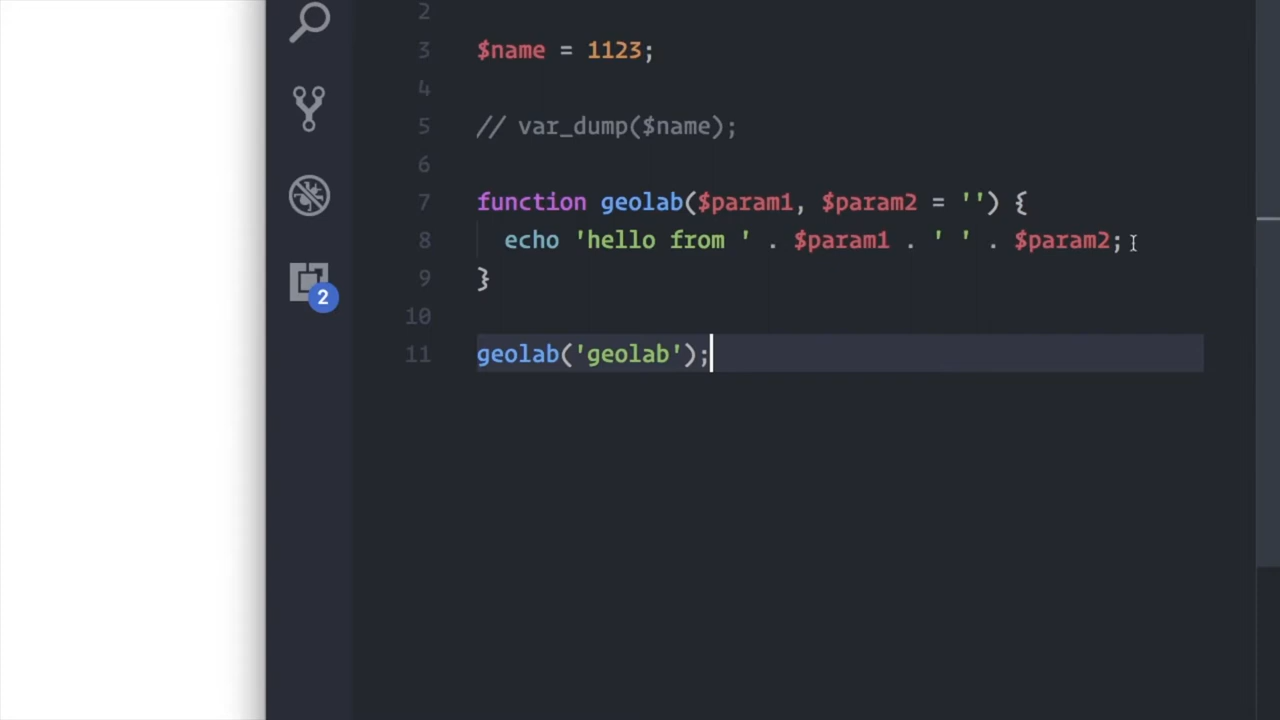 2
3 $name = 1123;
4
5 // var_dump($name);
6
7 function geolab($param1, $param2 = '') {
8 echo 'hello from ' . $param1 . ' ' . $param2;
9 }
10
11 geolab('geolab');
2